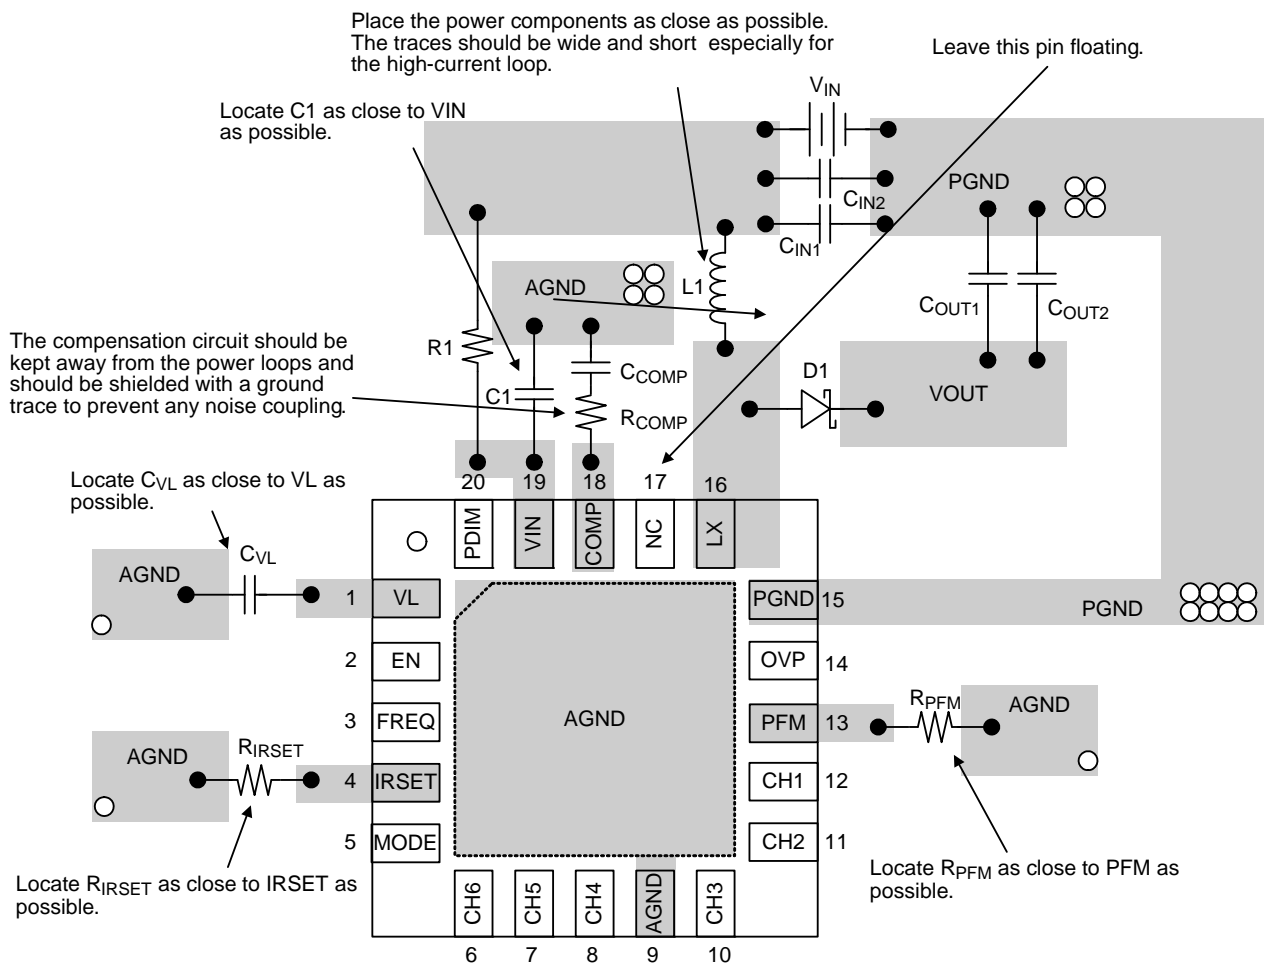 Place the power components as close as possible.
The traces should be wide and short especially for
the high-current loop.
Leave this pin floating.
Locate C1 as close to VIN
as possible.
VIN
CIN2
CIN1
PGND
AGND
L1
COUT1
COUT2
R1
The compensation circuit should be
kept away from the power loops and
should be shielded with a ground
trace to prevent any noise coupling.
C1
CCOMP
RCOMP
D1
VOUT
Locate CVL as close to VL as
possible.
20
19
18
17
16
PDIM
VIN
COMP
NC
LX
AGND
CVL
1
VL
PGND
15
PGND
2
EN
OVP
14
3
FREQ
AGND
PFM
13
RPFM
AGND
AGND
RIRSET
4
IRSET
CH1
12
5
MODE
CH2
11
Locate RIRSET as close to IRSET as
possible.
Locate RPFM as close to PFM as
possible.
CH6
CH5
CH4
AGND
CH3
6
7
8
9
10